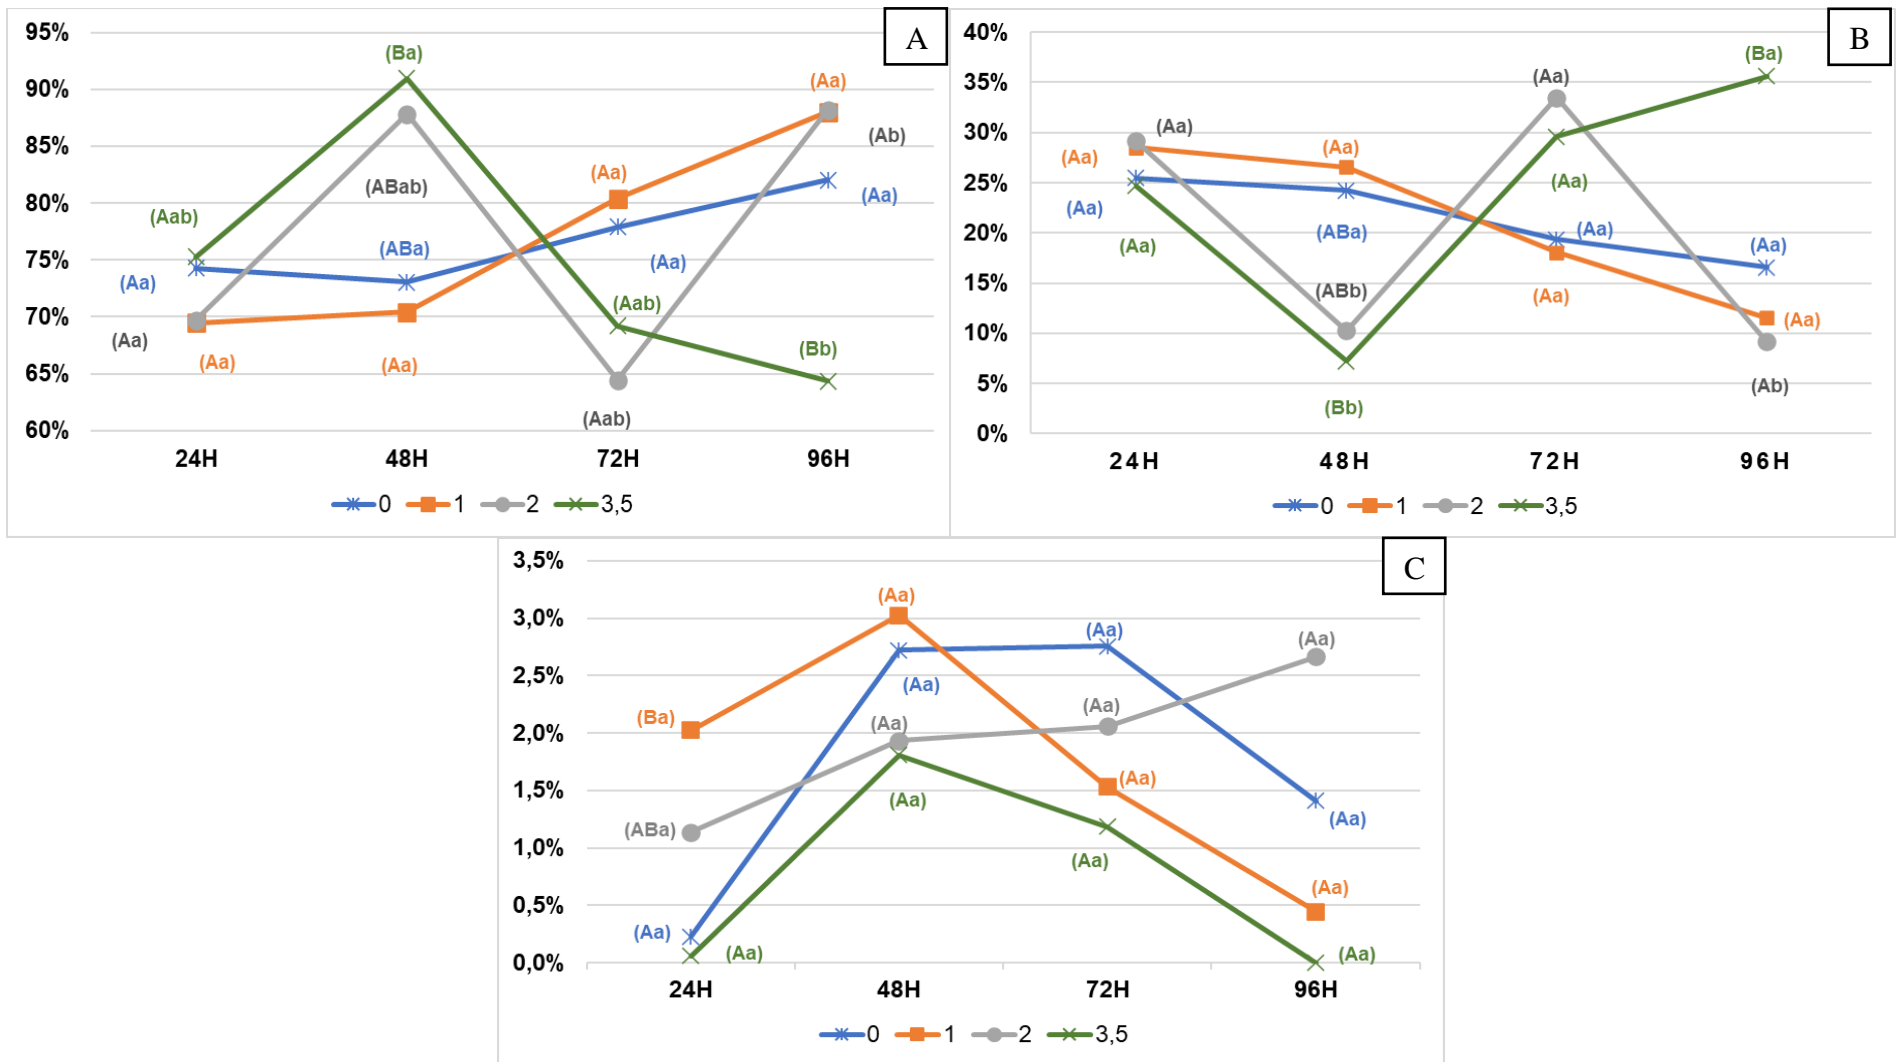 A
95%
90%
85%
80%
75%
70%
65%
60%
(Ba)
(Aa)
(Ab)
(ABab)
(Aa)
(Aa)
(Aab)
(ABa)
(Aa)
(Aa)
(Aab)
(Aa)
(Aa)
(Aa)
(Bb)
(Aab)
24H 48H 72H 96H
0 1 2 3,5
B
40%
35%
30%
25%
20%
15%
10%
5%
0%
(Ba)
(Aa)
(Aa)
(Aa)
(Aa)
(Aa)
(Aa)
(ABa)
(Aa)
(Aa)
(Aa)
(ABb)
(Aa)
(Aa)
(Ab)
(Bb)
24H 48H 72H 96H
0 1 2 3,5
C
3,5%
3,0%
2,5%
2,0%
1,5%
1,0%
0,5%
0,0%
(Aa)
(Aa)
(Aa)
(Aa)
(Ba)
(Aa)
(Aa)
(Aa)
(ABa)
(Aa)
(Aa)
(Aa)
(Aa)
(Aa)
(Aa)
(Aa)
24H 48H 72H 96H
0 1 2 3,5